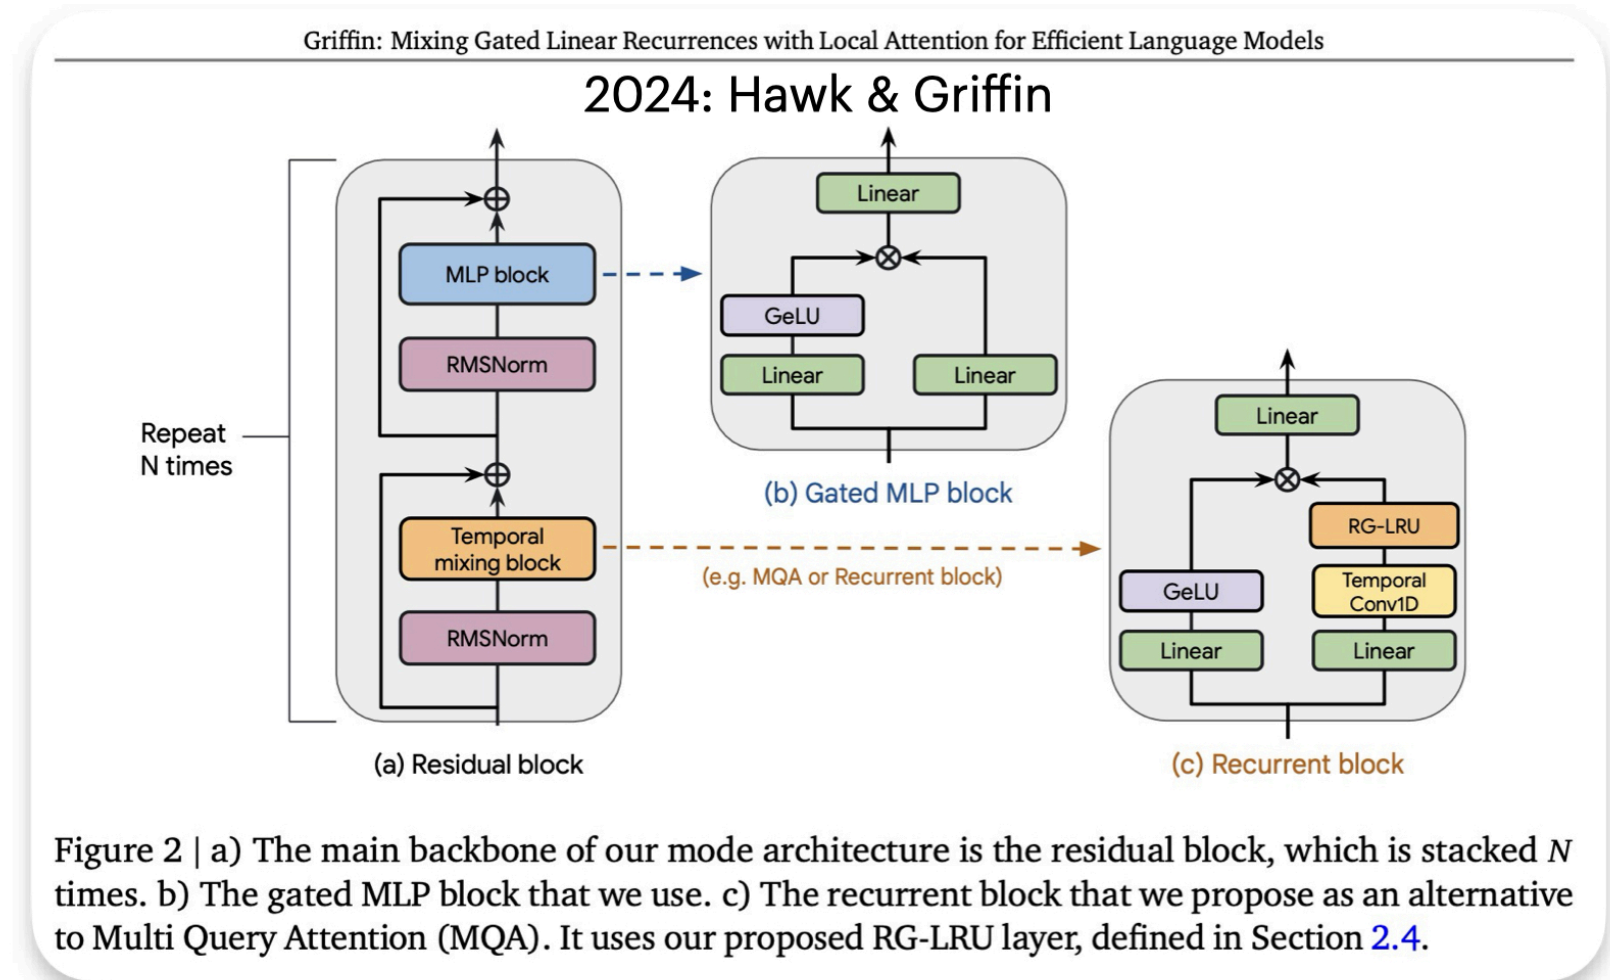 Griffin: Mixing Gated Linear Recurrences with Local Attention for Efficient Language Models
2024: Hawk & Griffin
Repeat
N times
MLP block
RMSNorm
Temporal
mixing block
RMSNorm
(a) Residual block
Linear
GeLU
Linear
Linear
(b) Gated MLP block
(e.g. MQA or Recurrent block)
Linear
RG-LRU
GeLU
Temporal
Conv1D
Linear
Linear
(c) Recurrent block
Figure 2 | a) The main backbone of our mode architecture is the residual block, which is stacked N
times. b) The gated MLP block that we use. c) The recurrent block that we propose as an alternative
to Multi Query Attention (MQA). It uses our proposed RG-LRU layer, defined in Section 2.4.